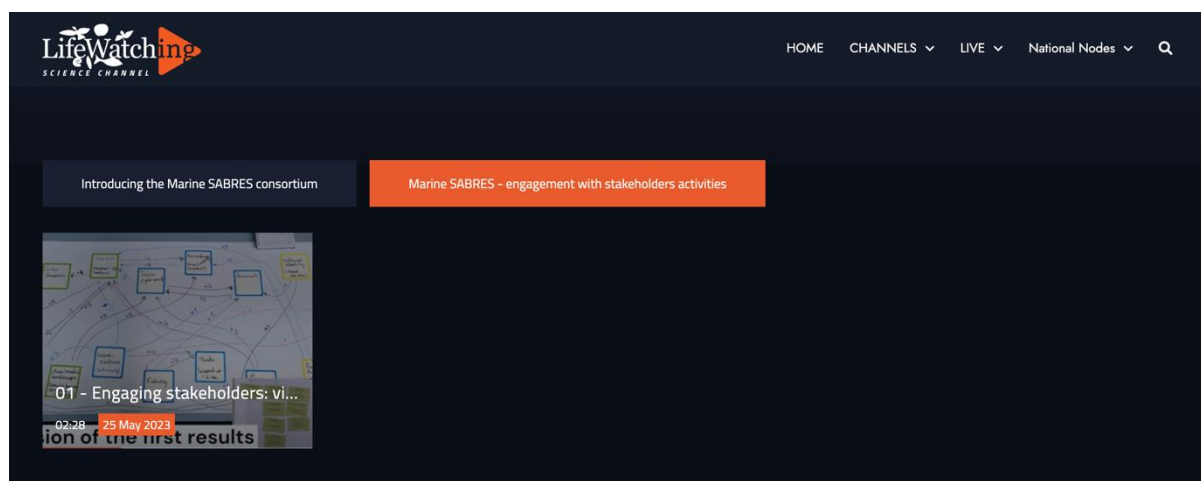 LifeWatching
SCIENCE CHANNEL
HOME CHANNELS LIVE National Nodes
Introducing the Marine SABRES consortium
Marine SABRES - engagement with stakeholders activities
01 - Engaging stakeholders: vi...
02:28 25 May 2023
ion of the first results